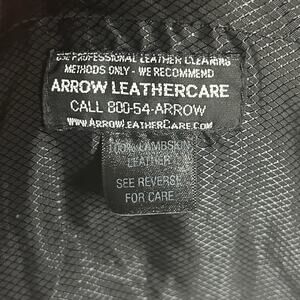 USE PROFESSIONAL LEATHER CLEANING
METHODS ONLY - WE RECOMMEND
ARROW LEATHERCARE
CALL 800-54-ARROW
WWW.ARROWLEATHERCARE.COM
100% LAMBSKIN
LEATHER
SEE REVERSE
FOR CARE